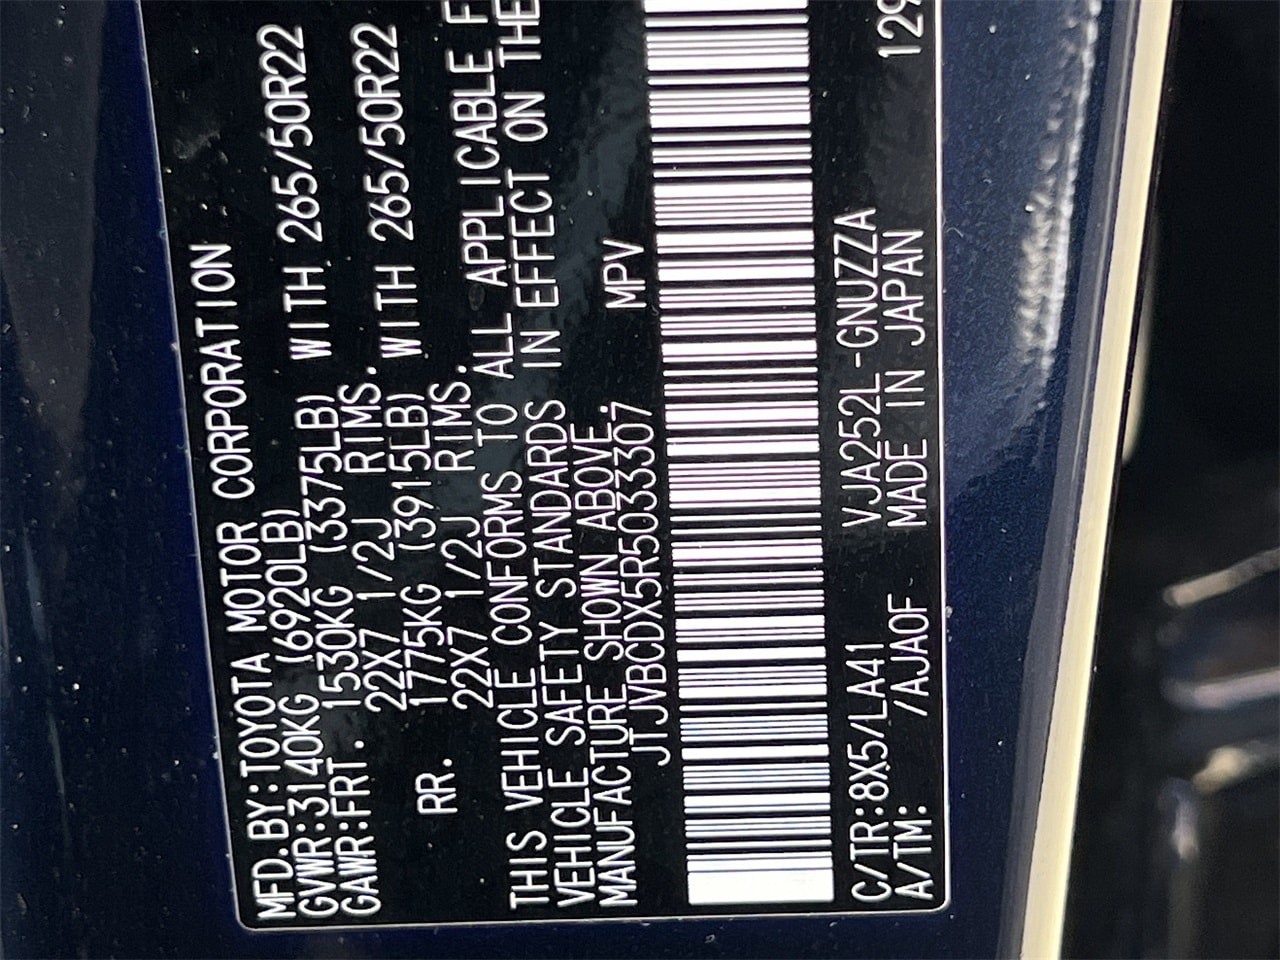 MFD.BY:TOYOTA MOTOR CORPORATION
GVWR:3140KG (6920LB)
GAWR:FRT. 1530KG (3375LB) WITH 265/50R22
22X7 1/2J RIMS.
RR. 1775KG (3915LB) WITH 265/50R22
22X7 1/2J RIMS.
THIS VEHICLE CONFORMS TO ALL APPLICABLE F
VEHICLE SAFETY STANDARDS IN EFFECT ON THE
MANUFACTURE SHOWN ABOVE.
JTJVBCDX5R5033307 MPV
C/TR:8X5/LA41 VJA252L-GNUZZA 129
A/TM: /AJA0F MADE IN JAPAN